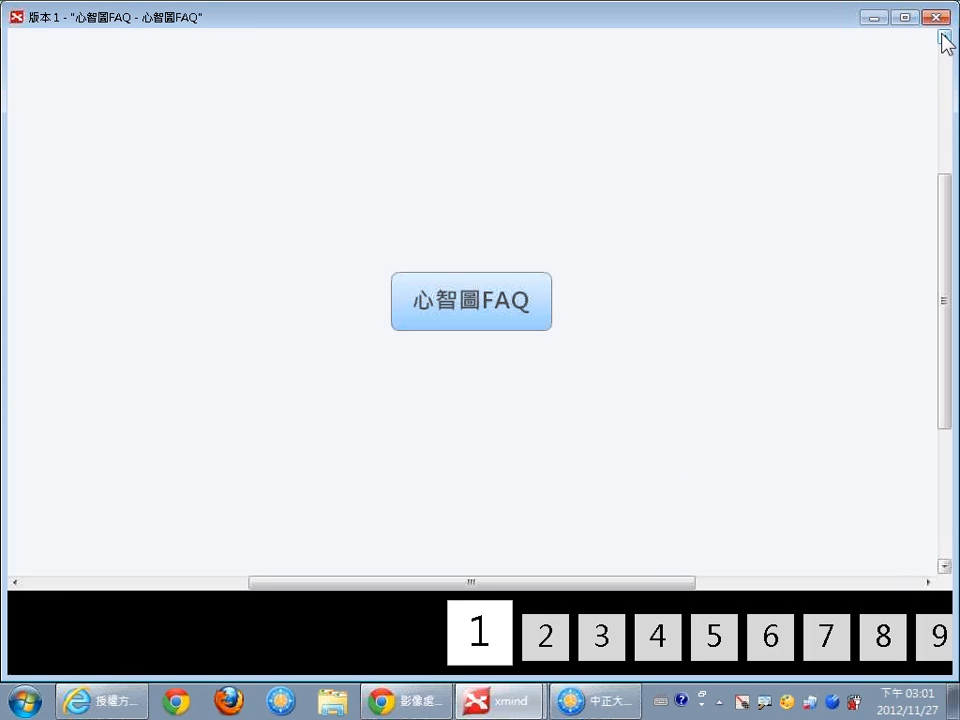 版本 1 - "心智圖FAQ - 心智圖FAQ"
心智圖FAQ
1 2 3 4 5 6 7 8 9
授權方...
影像處...
xmind
中正大...
下午 03:01
2012/11/27